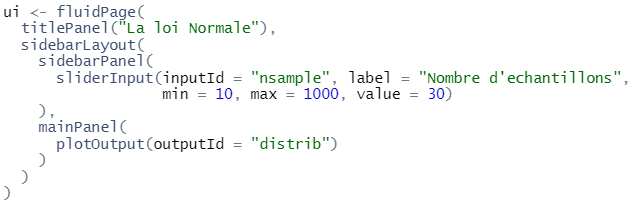 ui <- fluidPage(
  titlePanel("La loi Normale"),
  sidebarLayout(
    sidebarPanel(
      sliderInput(inputId = "nsample", label = "Nombre d'echantillons",
                  min = 10, max = 1000, value = 30)
    ),
    mainPanel(
      plotOutput(outputId = "distrib")
    )
  )
)